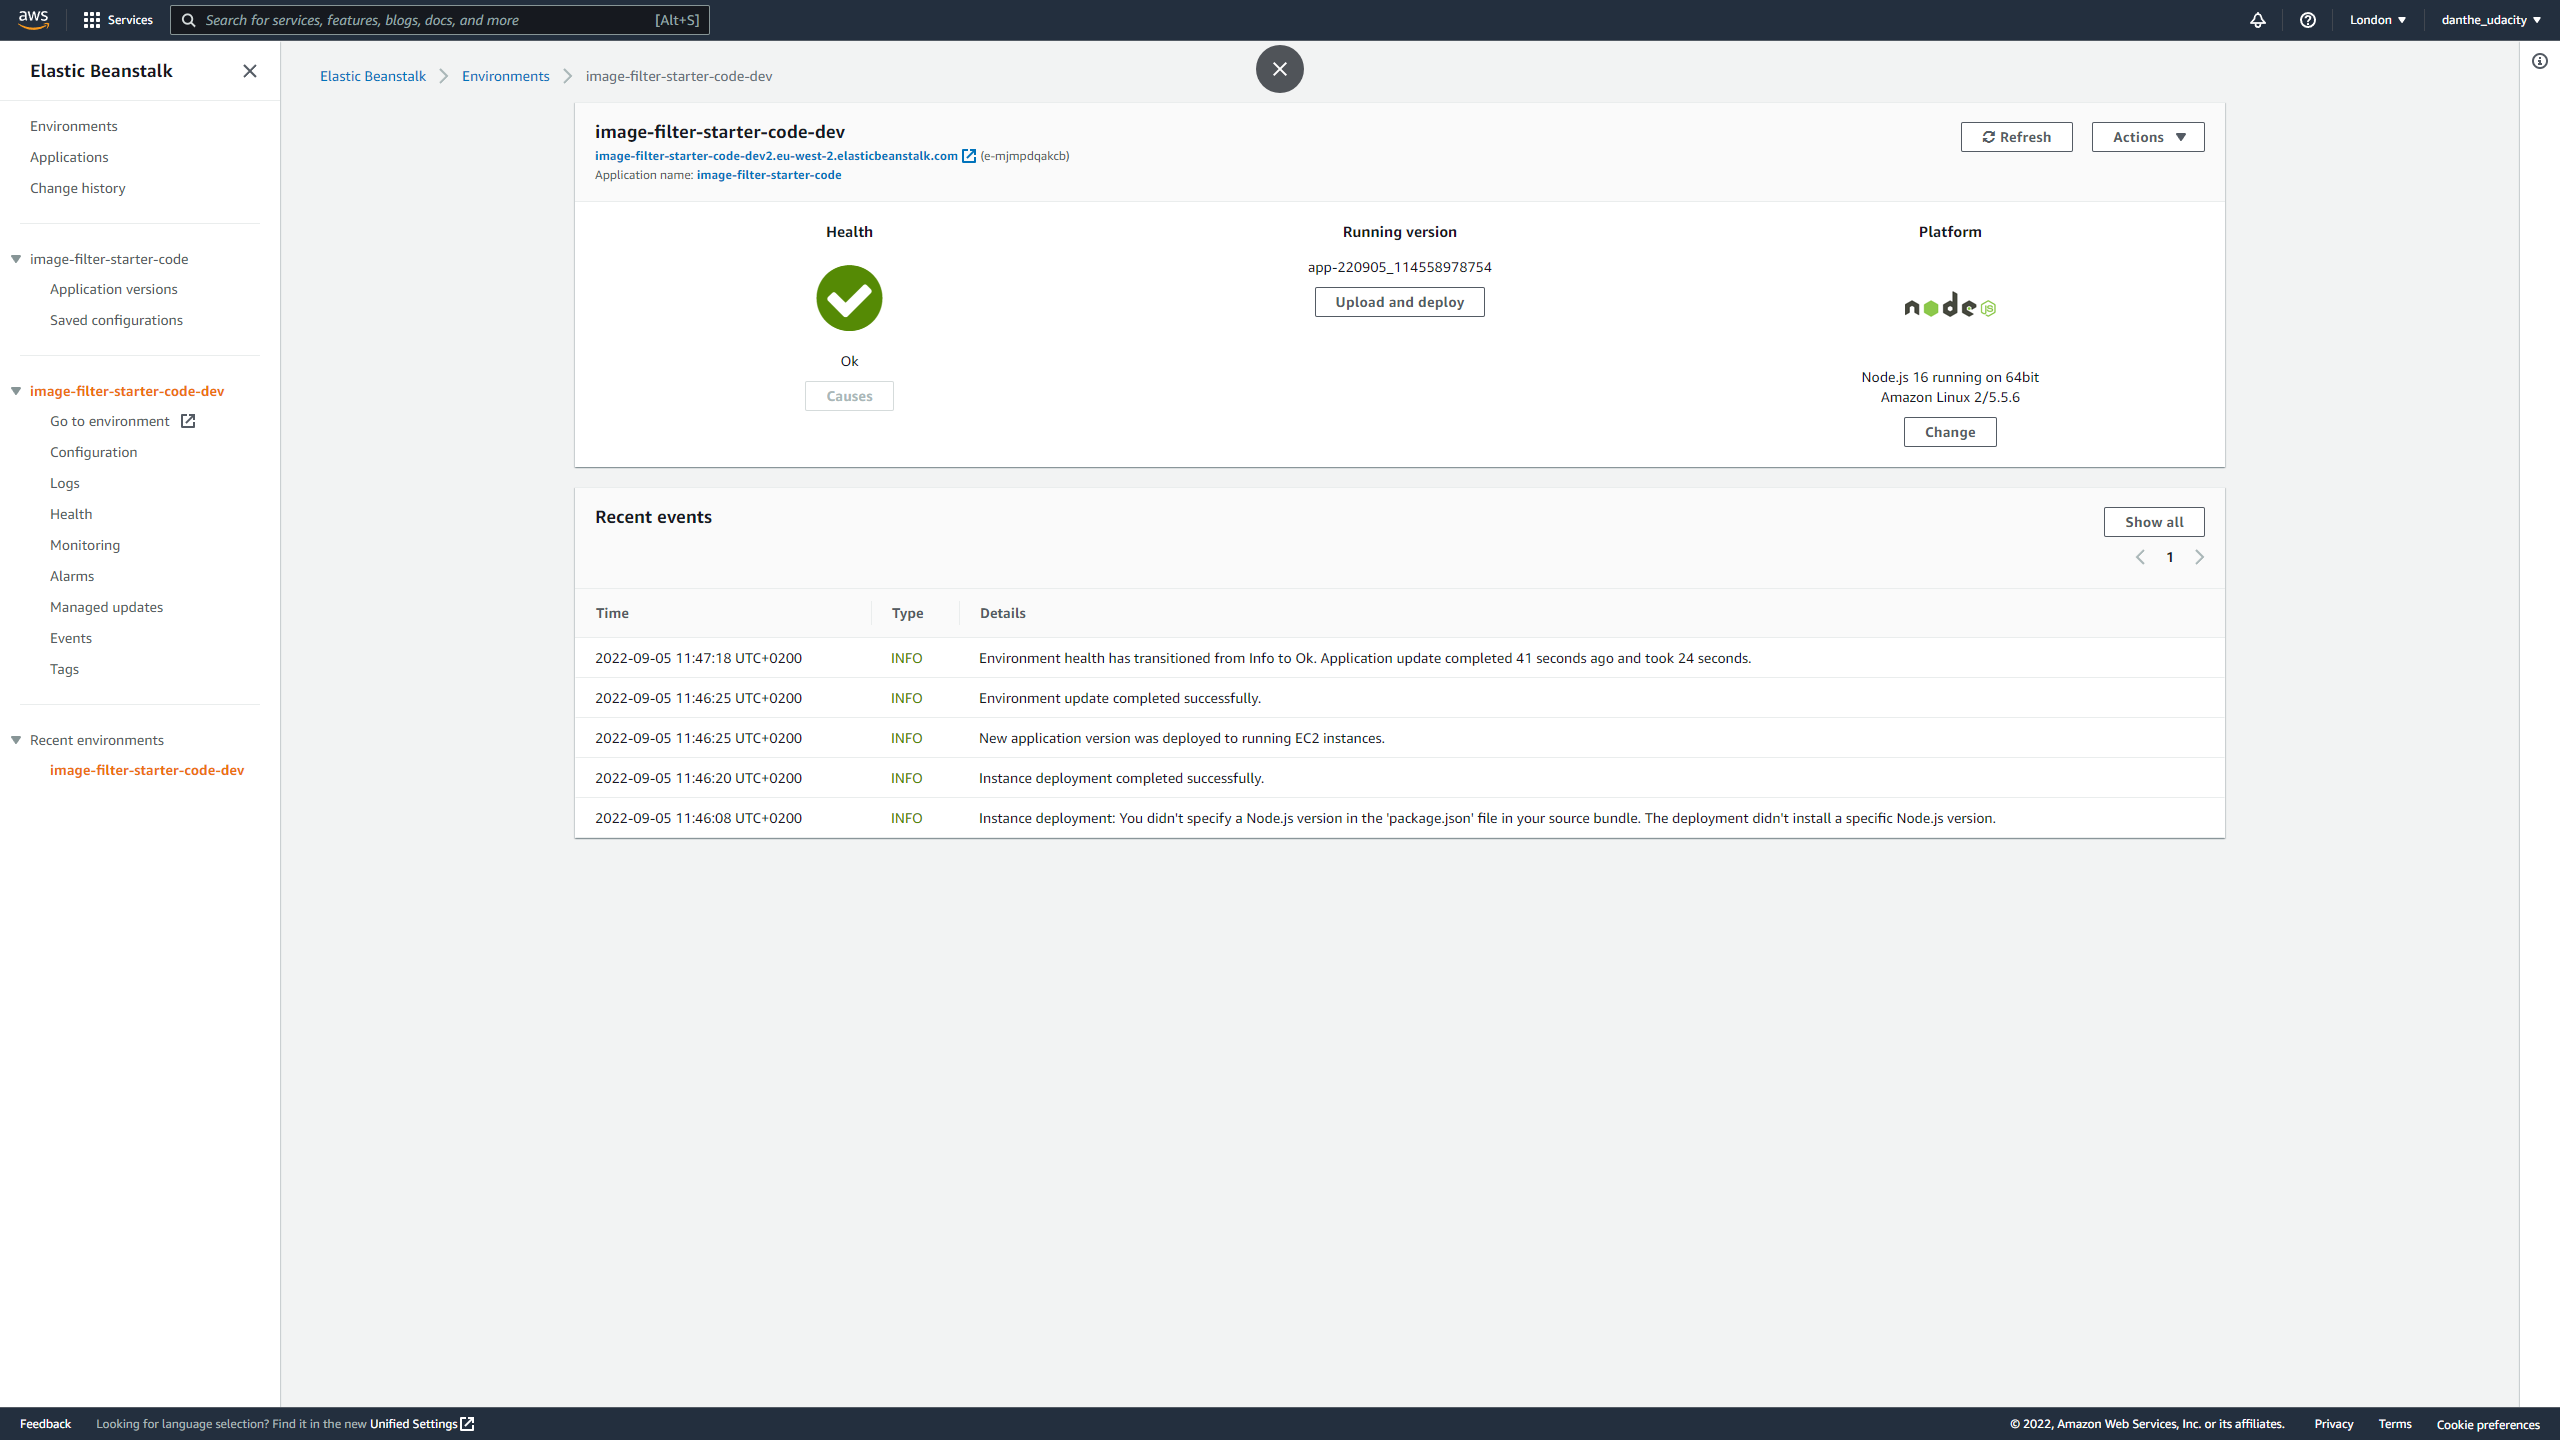 aws
Services
Search for services, features, blogs, docs, and more [Alt+S]
London
danthe_udacity
Elastic Beanstalk
Environments
Applications
Change history
image-filter-starter-code
Application versions
Saved configurations
image-filter-starter-code-dev
Go to environment
Configuration
Logs
Health
Monitoring
Alarms
Managed updates
Events
Tags
Recent environments
image-filter-starter-code-dev
Elastic Beanstalk Environments image-filter-starter-code-dev
image-filter-starter-code-dev
image-filter-starter-code-dev2.eu-west-2.elasticbeanstalk.com (e-mjmpdqakcb)
Application name: image-filter-starter-code
Refresh
Actions
Health
Ok
Causes
Running version
app-220905_114558978754
Upload and deploy
Platform
node JS
Node.js 16 running on 64bit
Amazon Linux 2/5.5.6
Change
Recent events
Show all
1
Time Type Details
2022-09-05 11:47:18 UTC+0200 INFO Environment health has transitioned from Info to Ok. Application update completed 41 seconds ago and took 24 seconds.
2022-09-05 11:46:25 UTC+0200 INFO Environment update completed successfully.
2022-09-05 11:46:25 UTC+0200 INFO New application version was deployed to running EC2 instances.
2022-09-05 11:46:20 UTC+0200 INFO Instance deployment completed successfully.
2022-09-05 11:46:08 UTC+0200 INFO Instance deployment: You didn't specify a Node.js version in the 'package.json' file in your source bundle. The deployment didn't install a specific Node.js version.
Feedback Looking for language selection? Find it in the new Unified Settings
© 2022, Amazon Web Services, Inc. or its affiliates. Privacy Terms Cookie preferences